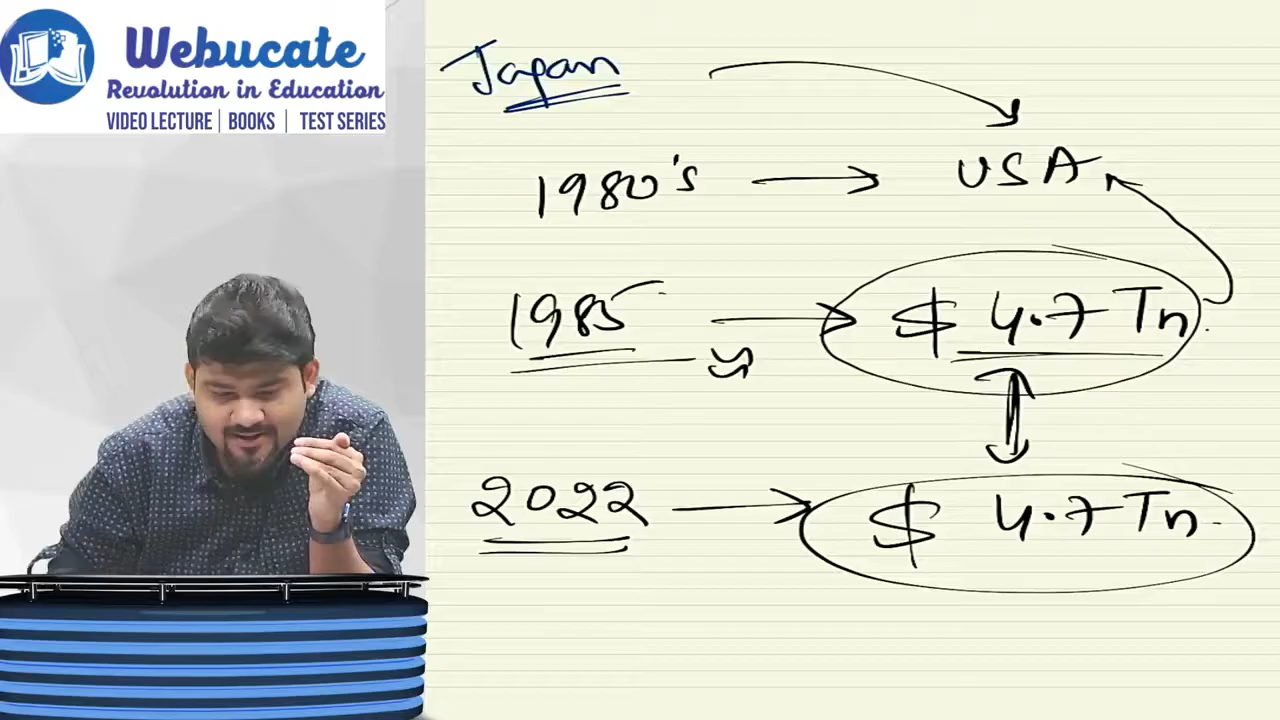 Webucate
Revolution in Education
VIDEO LECTURE | BOOKS | TEST SERIES
Japan
1980's → USA
1985 → $ 4.7 Tn
2022 → $ 4.7 Tn